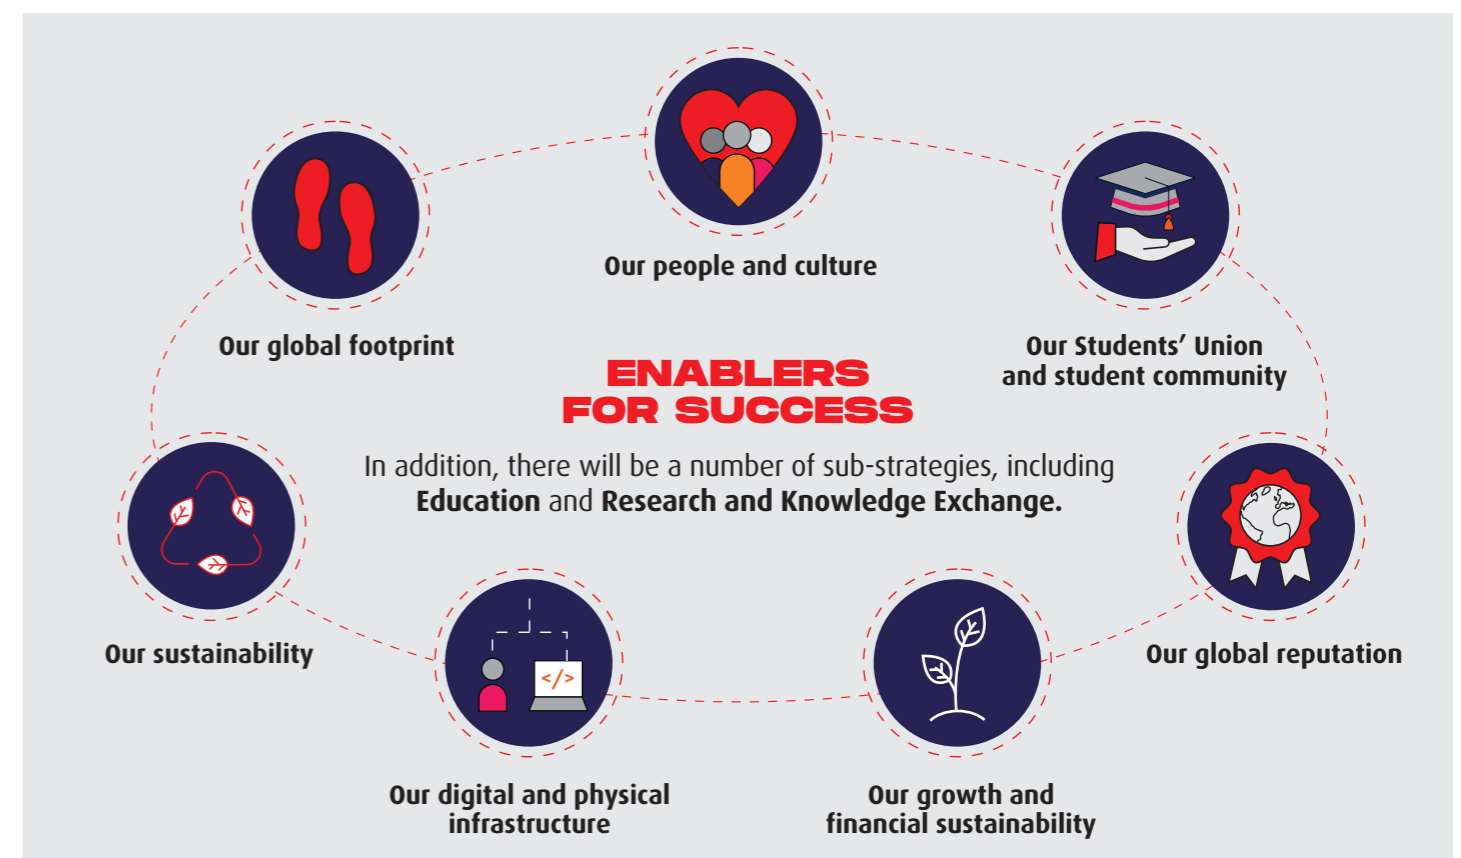 Our people and culture
Our global footprint
Our Students’ Union
and student community
ENABLERS
FOR SUCCESS
In addition, there will be a number of sub-strategies, including
Education and Research and Knowledge Exchange.
Our sustainability
Our global reputation
</>
Our digital and physical
infrastructure
Our growth and
financial sustainability